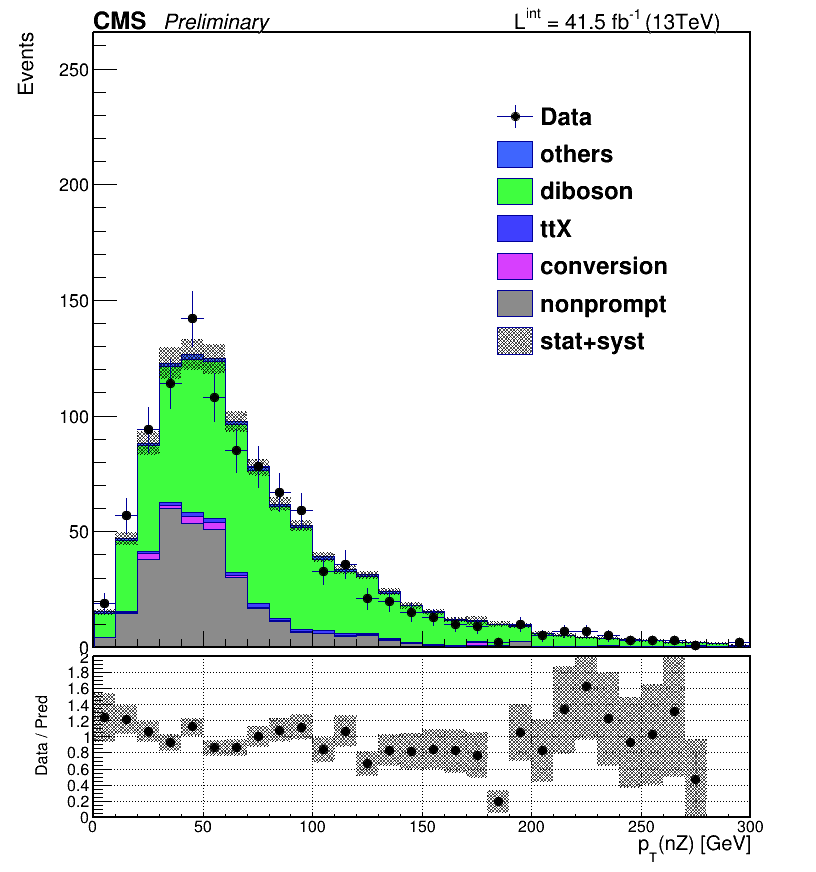 CMS Preliminary L^int = 41.5 fb^-1 (13TeV)
Events
250
200
150
100
50
0
Data
others
diboson
ttX
conversion
nonprompt
stat+syst
Data / Pred
2
1.8
1.6
1.4
1.2
1
0.8
0.6
0.4
0.2
0
0 50 100 150 200 250 300
p_T(nZ) [GeV]